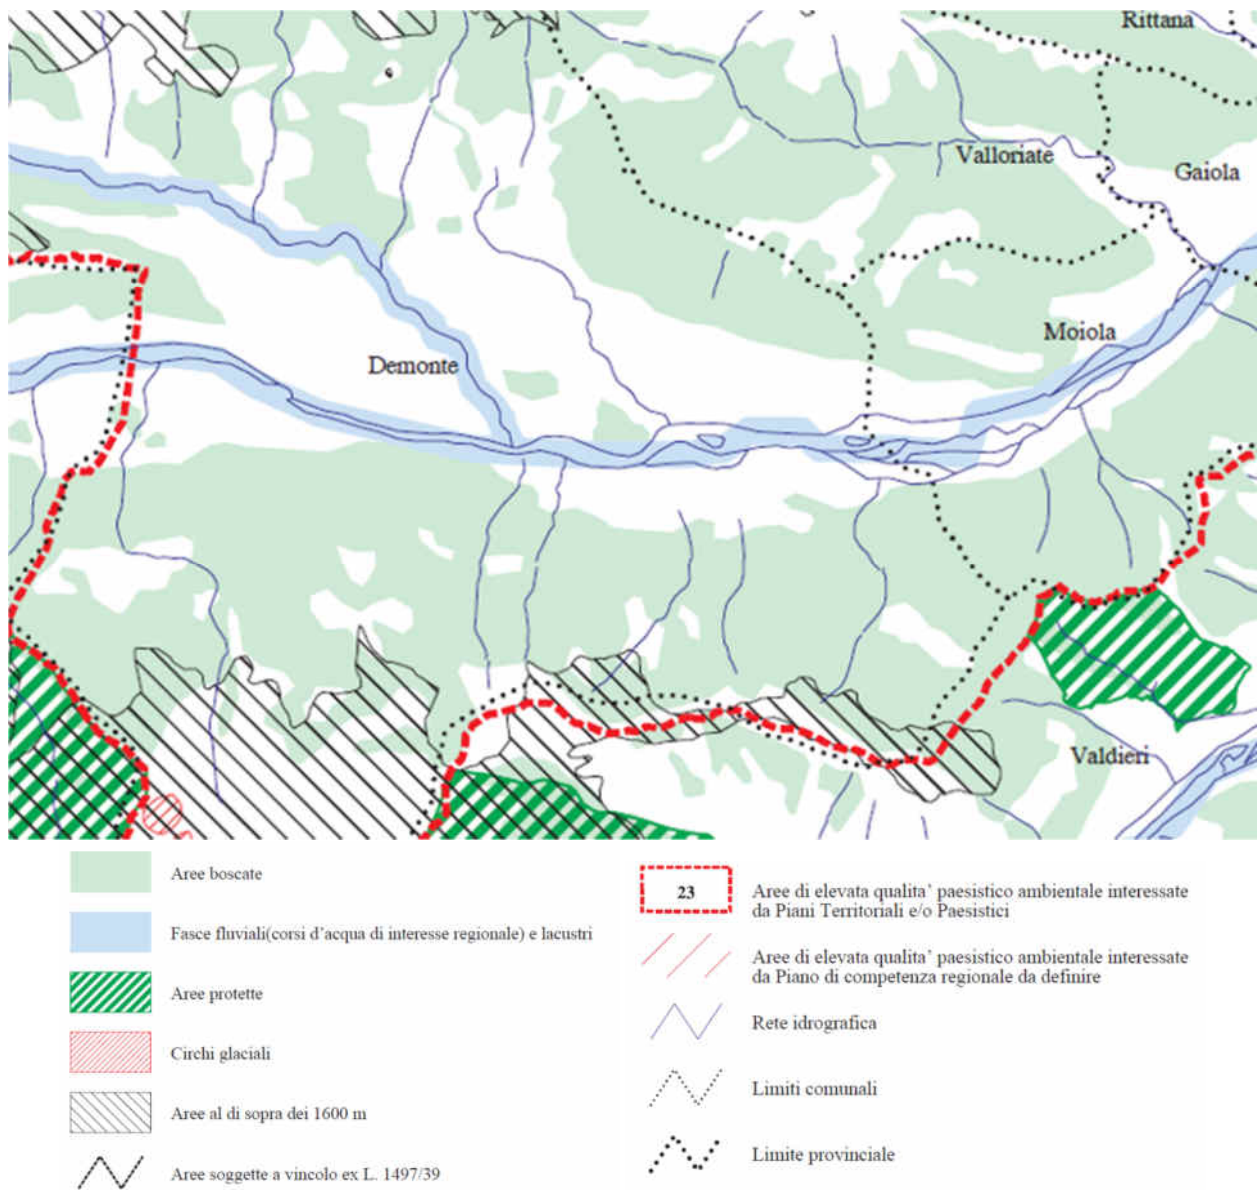 Rittana
Valloriate
Gaiola
Moiola
Demonte
Valdieri
Aree boscate
Fasce fluviali(corsi d'acqua di interesse regionale) e lacustri
Aree protette
Circhi glaciali
Aree al di sopra dei 1600 m
Aree soggette a vincolo ex L. 1497/39
23
Aree di elevata qualita' paesistico ambientale interessate
da Piani Territoriali e/o Paesistici
Aree di elevata qualita' paesistico ambientale interessate
da Piano di competenza regionale da definire
Rete idrografica
Limiti comunali
Limite provinciale